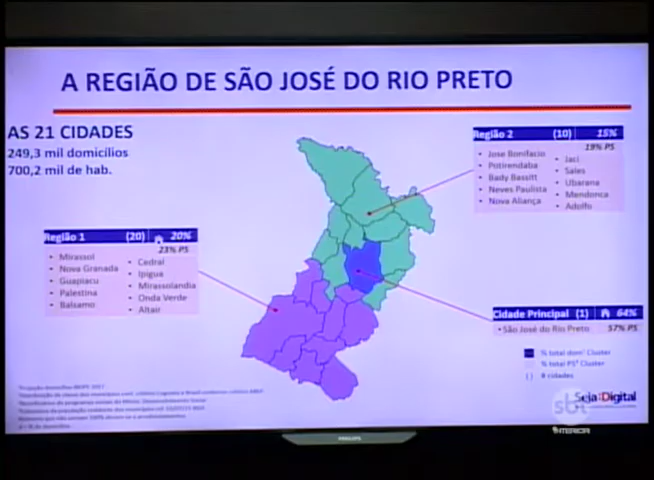 A REGIÃO DE SÃO JOSÉ DO RIO PRETO
AS 21 CIDADES
249,3 mil domicílios
700,2 mil de hab.
Região 2 (10) 15%
19% PS
• Jose Bonifacio
• Potirendaba
• Bady Bassitt
• Neves Paulista
• Nova Aliança
• Jaci
• Sales
• Ubarana
• Mendonca
• Adolfo
Região 1 (20) 20%
23% PS
• Mirassol
• Nova Granada
• Guapiacu
• Palestina
• Balsamo
• Cedral
• Ipigua
• Mirassolandia
• Onda Verde
• Altair
Cidade Principal (1) 64%
• São José do Rio Preto 57% PS
% total dom¹ Cluster
% total PS³ Cluster
( ) # cidades
Seja Digital
sbt
INTERIOR
PHILIPS